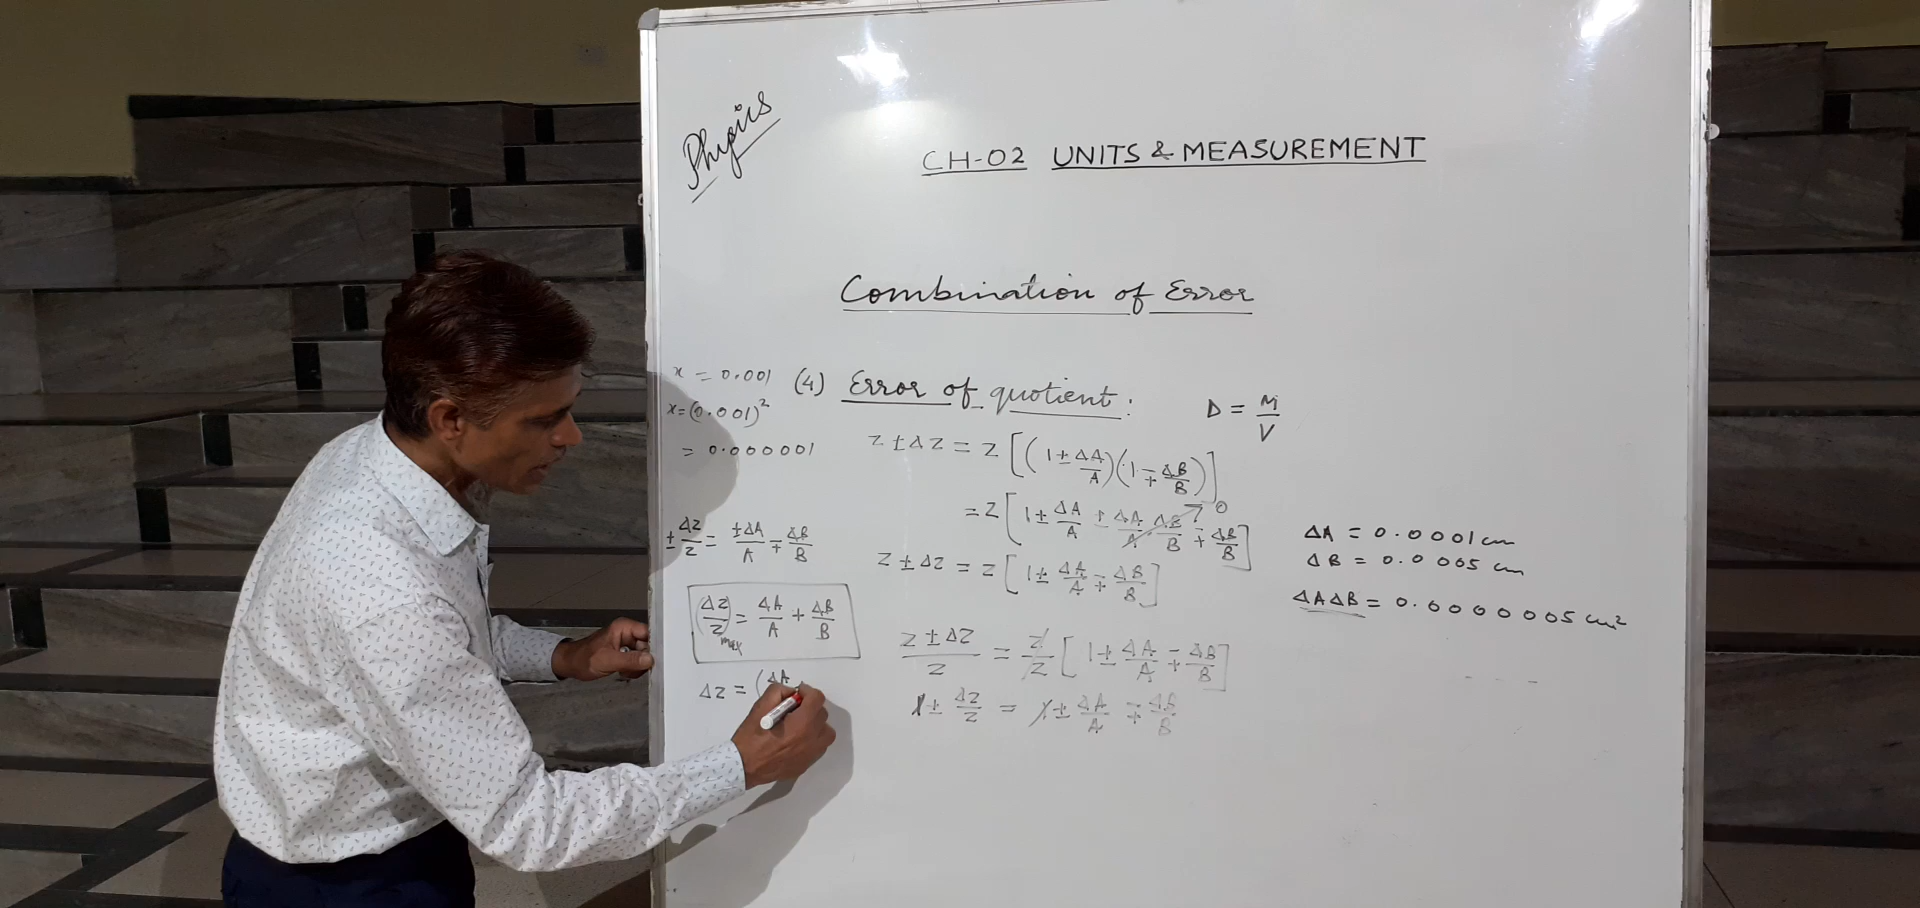 Physics
CH-02 UNITS & MEASUREMENT
Combination of Error
x = 0.001
x = (0.001)²
= 0.000001
(4) Error of quotient:
D = M/V
Z ± ΔZ = Z [(1 ± ΔA/A)(1 ∓ ΔB/B)]
= Z [1 ± ΔA/A ± ΔA/A ΔB/B ∓ ΔB/B]
0
Z ± ΔZ = Z [1 ± ΔA/A ∓ ΔB/B]
(Z ± ΔZ)/Z = Z/Z [1 ± ΔA/A ∓ ΔB/B]
1 ± ΔZ/Z = 1 ± ΔA/A ∓ ΔB/B
± ΔZ/Z = ± ΔA/A ∓ ΔB/B
(ΔZ/Z)max = ΔA/A + ΔB/B
ΔZ = (ΔA
ΔA = 0.0001 cm
ΔB = 0.0005 cm
ΔAΔB = 0.00000005 cm²